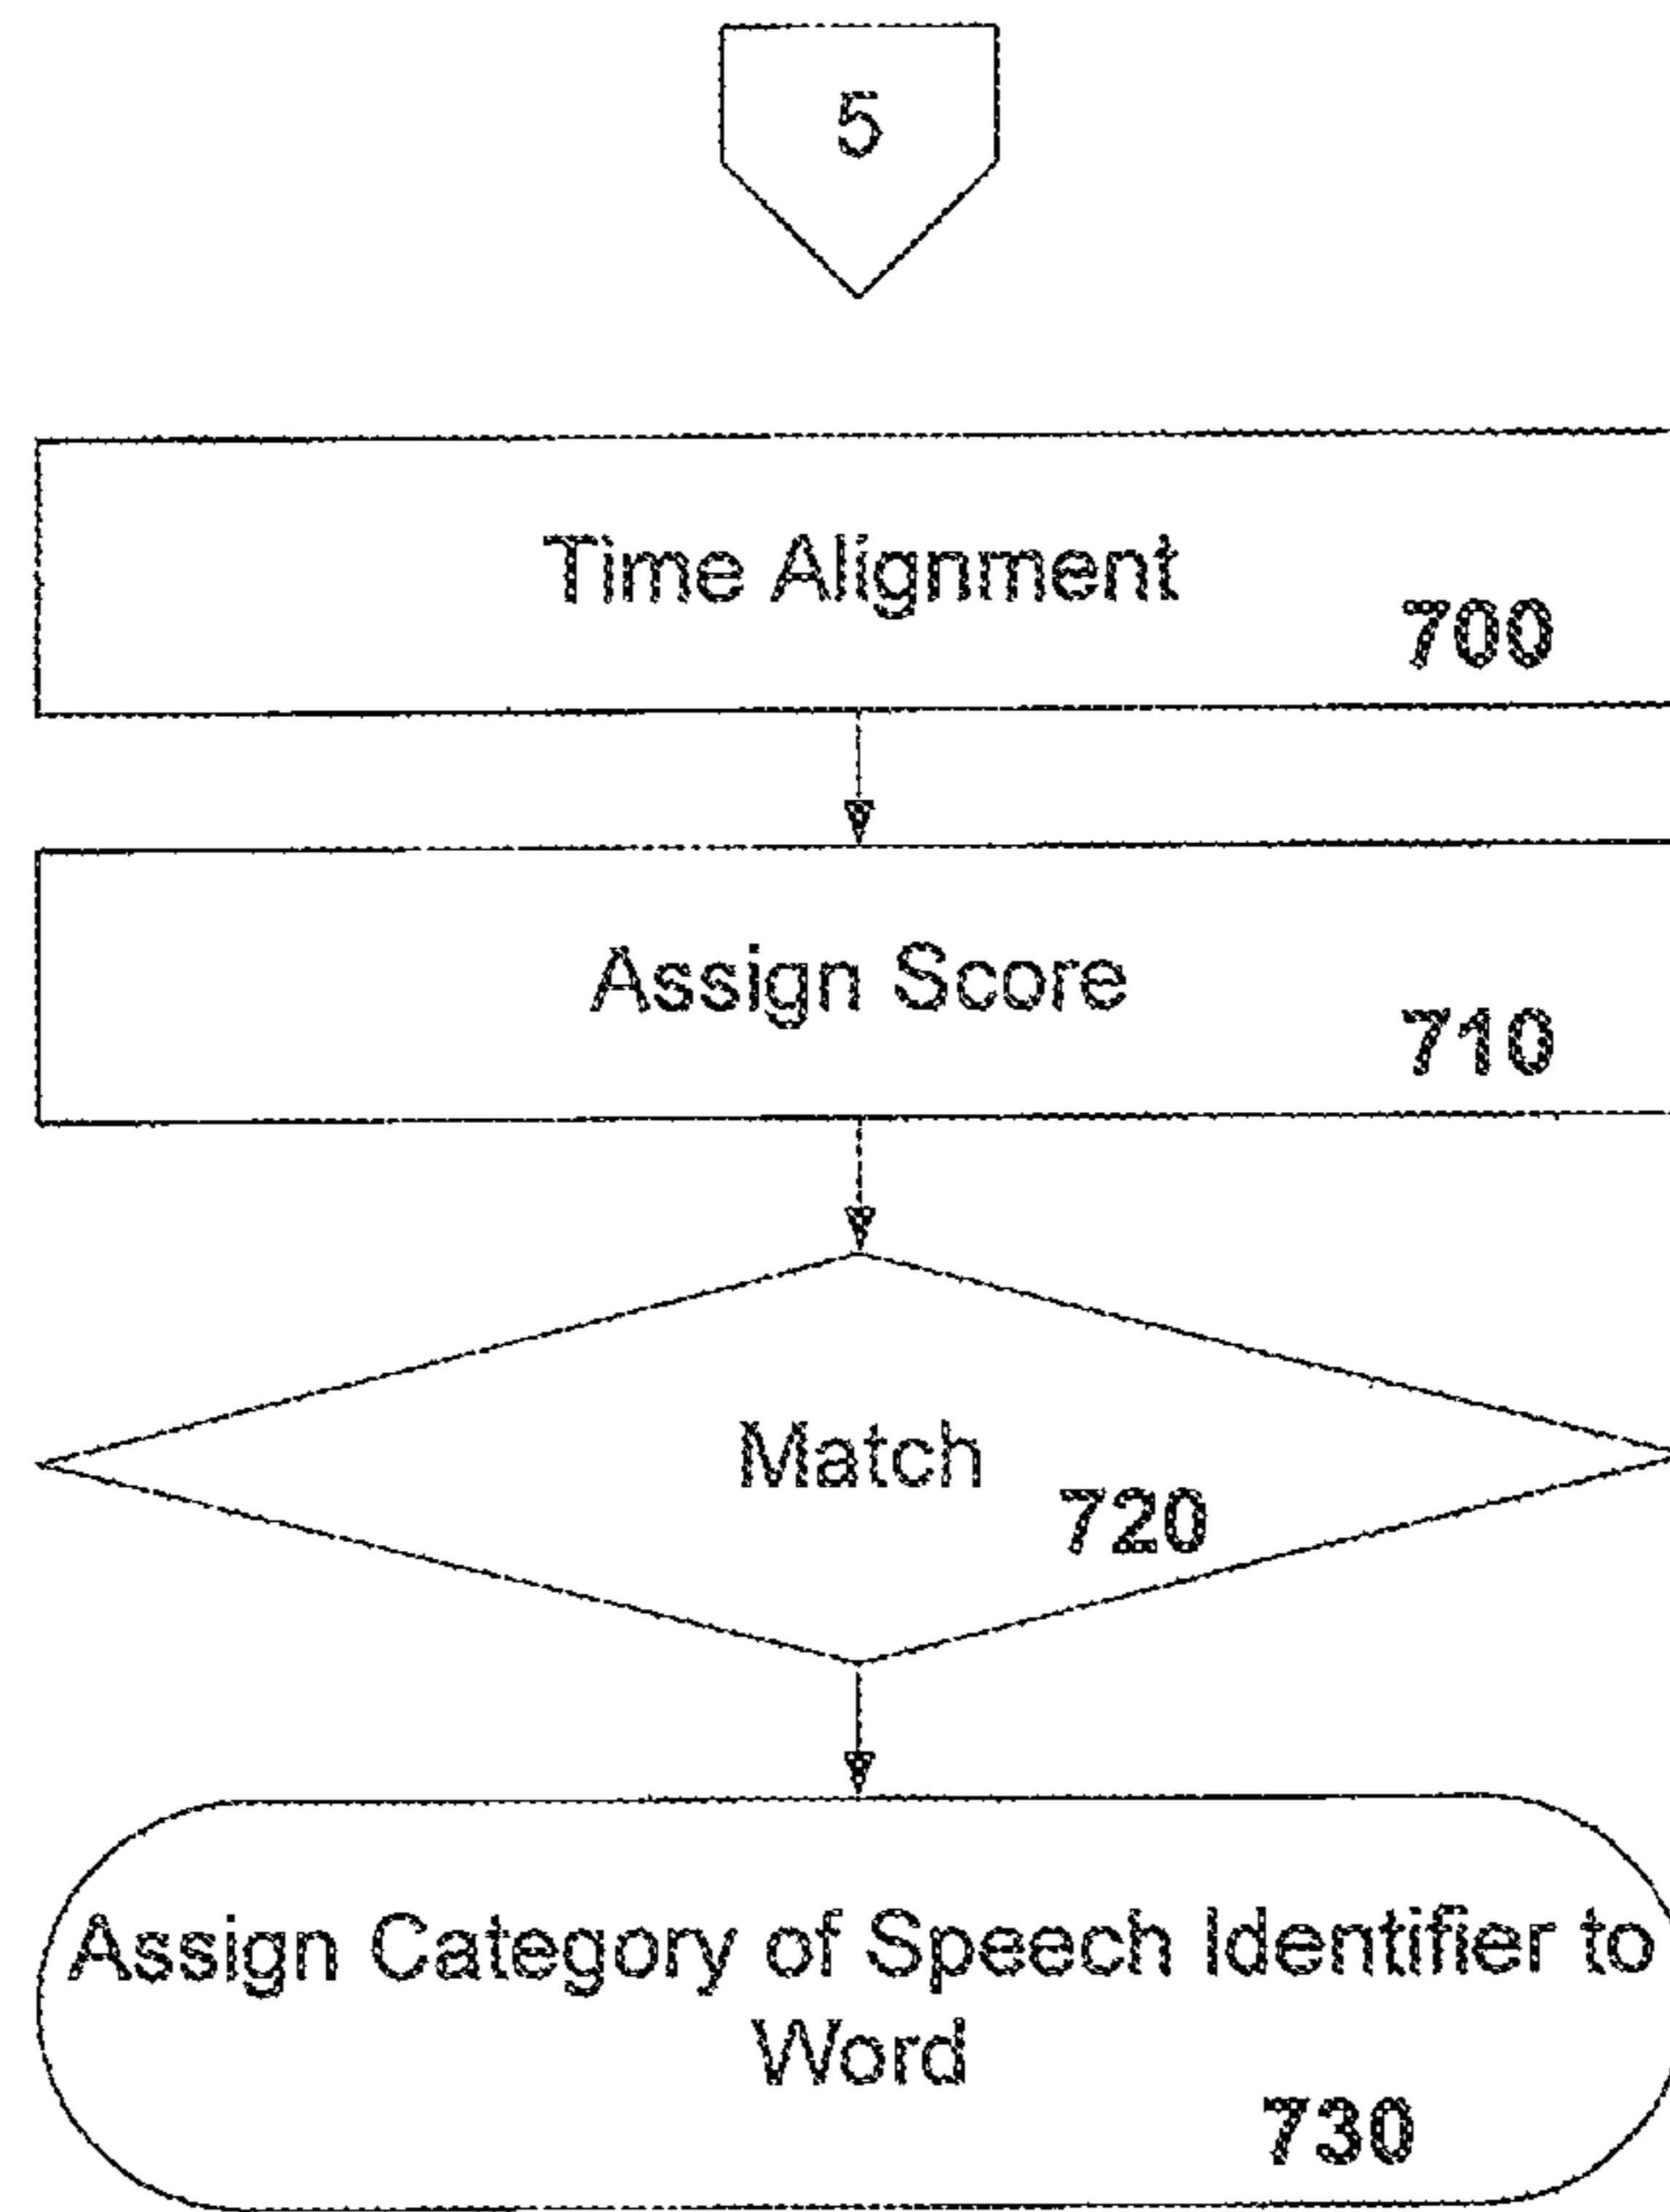 5
Time Alignment
700
Assign Score
710
Match
720
Assign Category of Speech Identifier to
Word
730